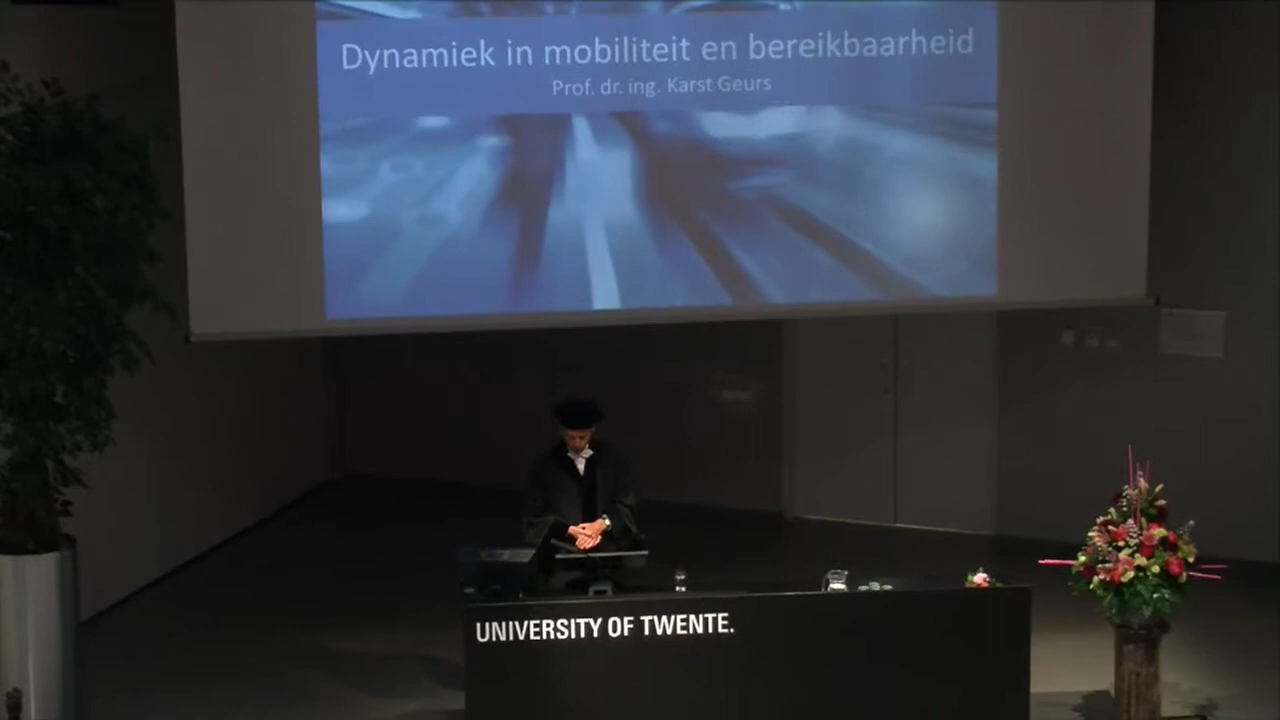 Dynamiek in mobiliteit en bereikbaarheid
Prof. dr. ing. Karst Geurs
UNIVERSITY OF TWENTE.